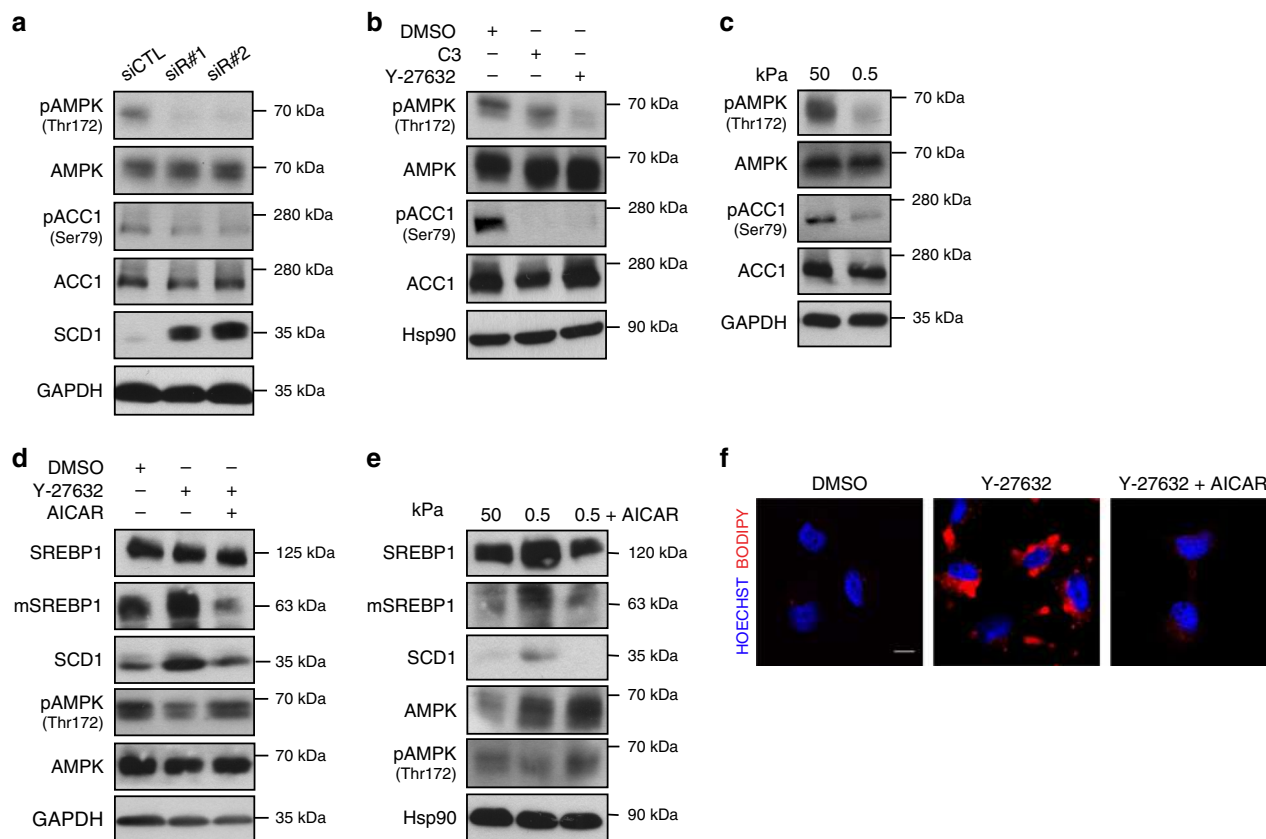 a
siCTL siR#1 siR#2
pAMPK
(Thr172)
70 kDa
AMPK
70 kDa
pACC1
(Ser79)
280 kDa
ACC1
280 kDa
SCD1
35 kDa
GAPDH
35 kDa
b
DMSO + – –
C3 – + –
Y-27632 – – +
pAMPK
(Thr172)
70 kDa
AMPK
70 kDa
pACC1
(Ser79)
280 kDa
ACC1
280 kDa
Hsp90
90 kDa
c
kPa 50 0.5
pAMPK
(Thr172)
70 kDa
AMPK
70 kDa
pACC1
(Ser79)
280 kDa
ACC1
280 kDa
GAPDH
35 kDa
d
DMSO + – –
Y-27632 – + +
AICAR – – +
SREBP1
125 kDa
mSREBP1
63 kDa
SCD1
35 kDa
pAMPK
(Thr172)
70 kDa
AMPK
70 kDa
GAPDH
35 kDa
e
kPa 50 0.5 0.5 + AICAR
SREBP1
120 kDa
mSREBP1
63 kDa
SCD1
35 kDa
AMPK
70 kDa
pAMPK
(Thr172)
70 kDa
Hsp90
90 kDa
f
DMSO Y-27632 Y-27632 + AICAR
HOECHST BODIPY